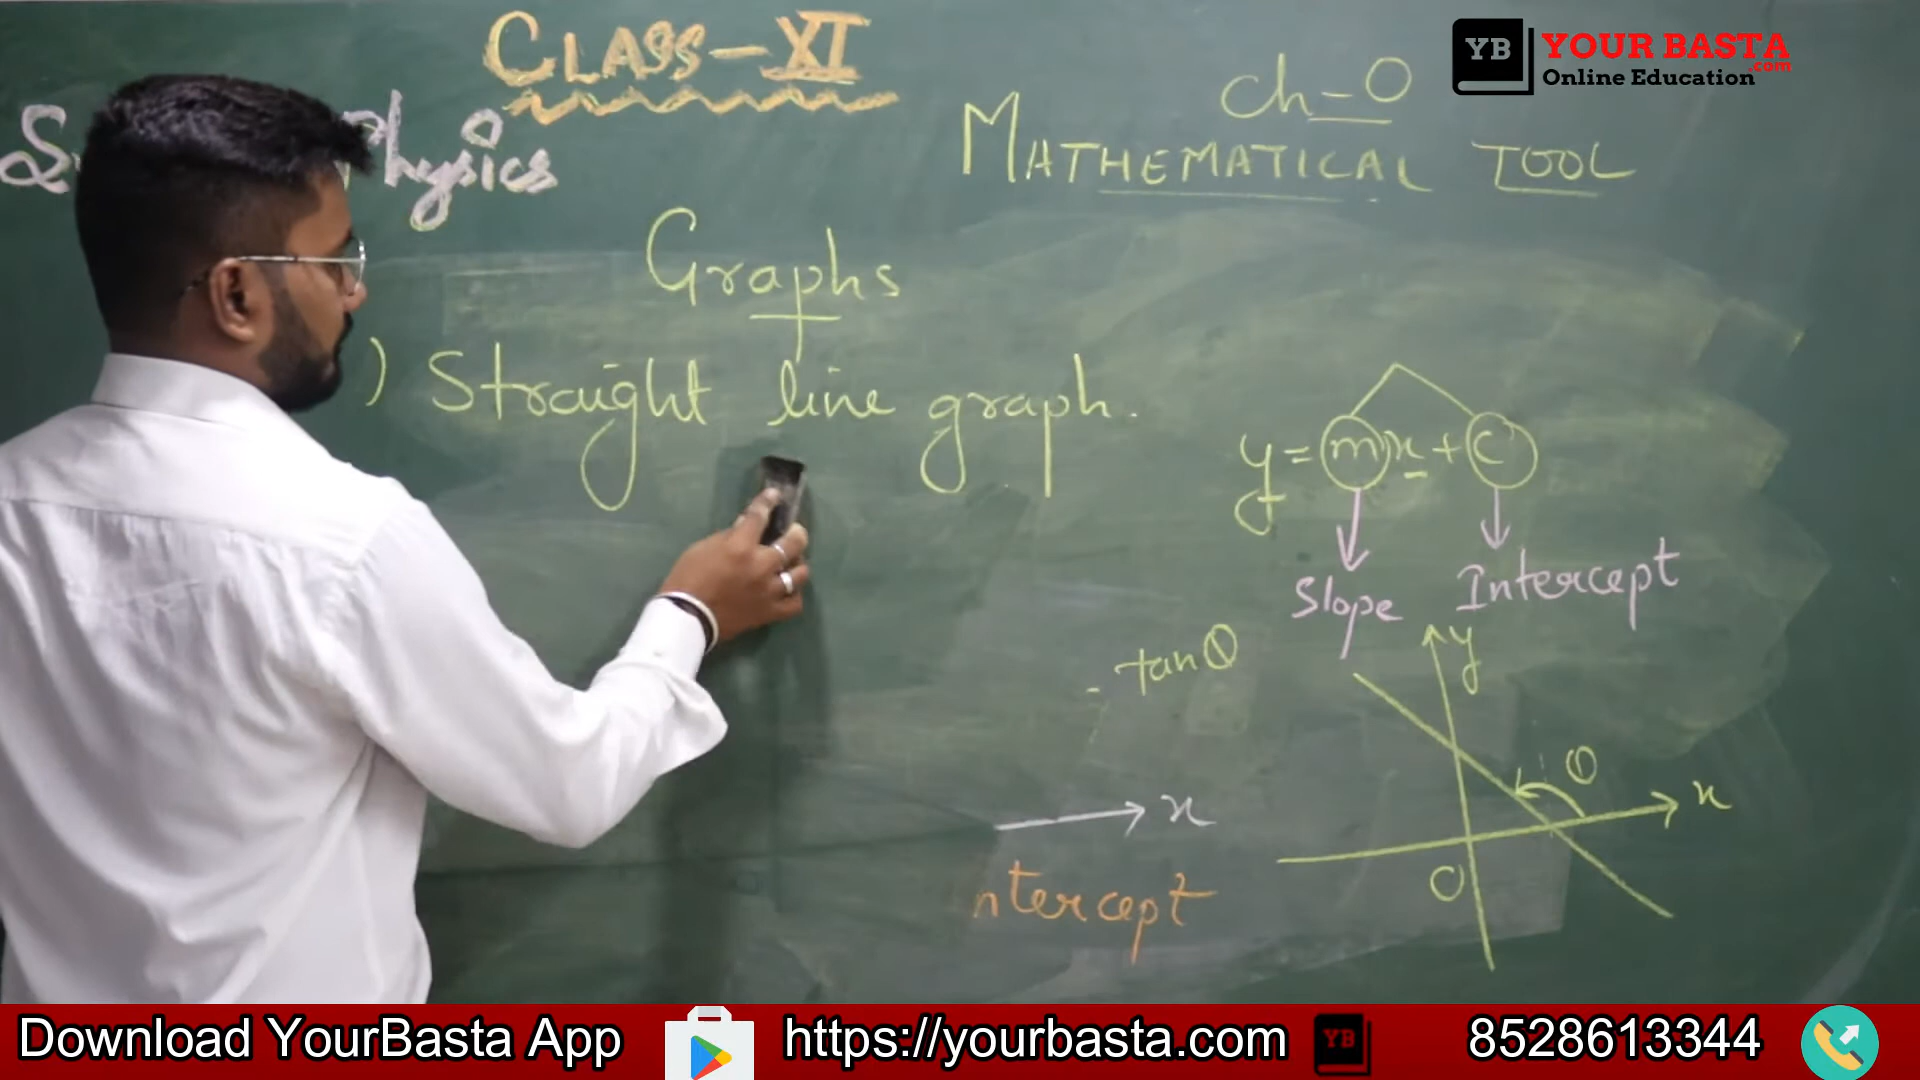 CLASS-XI
YB YOUR BASTA
.com
Online Education
Ch-0
Physics
MATHEMATICAL TOOL
Graphs
) Straight line graph.
y = mx + c
Slope Intercept
- tanθ
y
θ
x
x
O
ntercept
Download YourBasta App
https://yourbasta.com
YB
8528613344